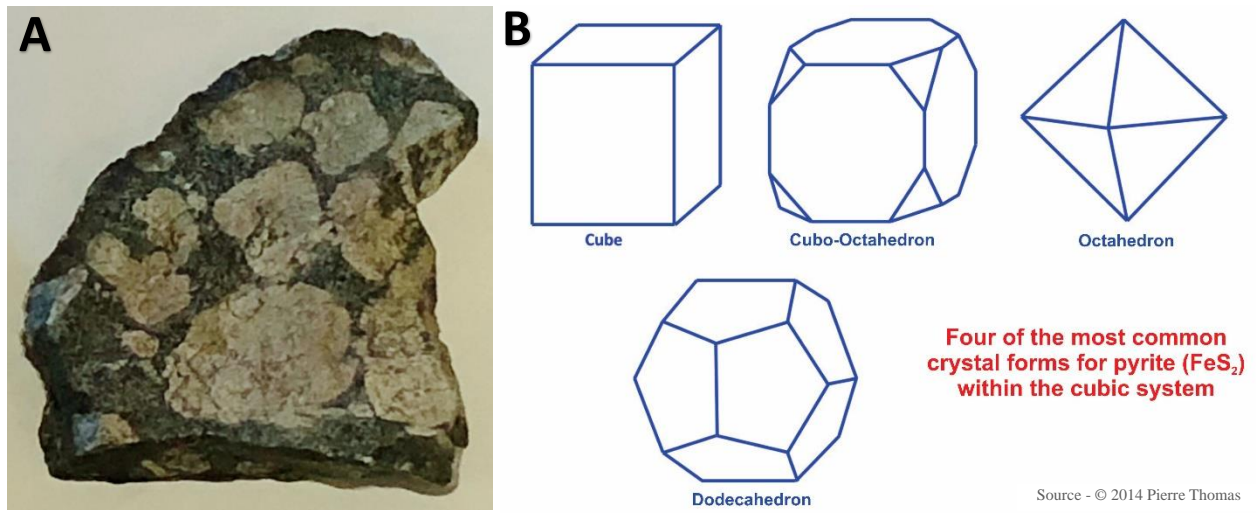 A
B
Cube
Cubo-Octahedron
Octahedron
Dodecahedron
Four of the most common
crystal forms for pyrite (FeS₂)
within the cubic system
Source - © 2014 Pierre Thomas